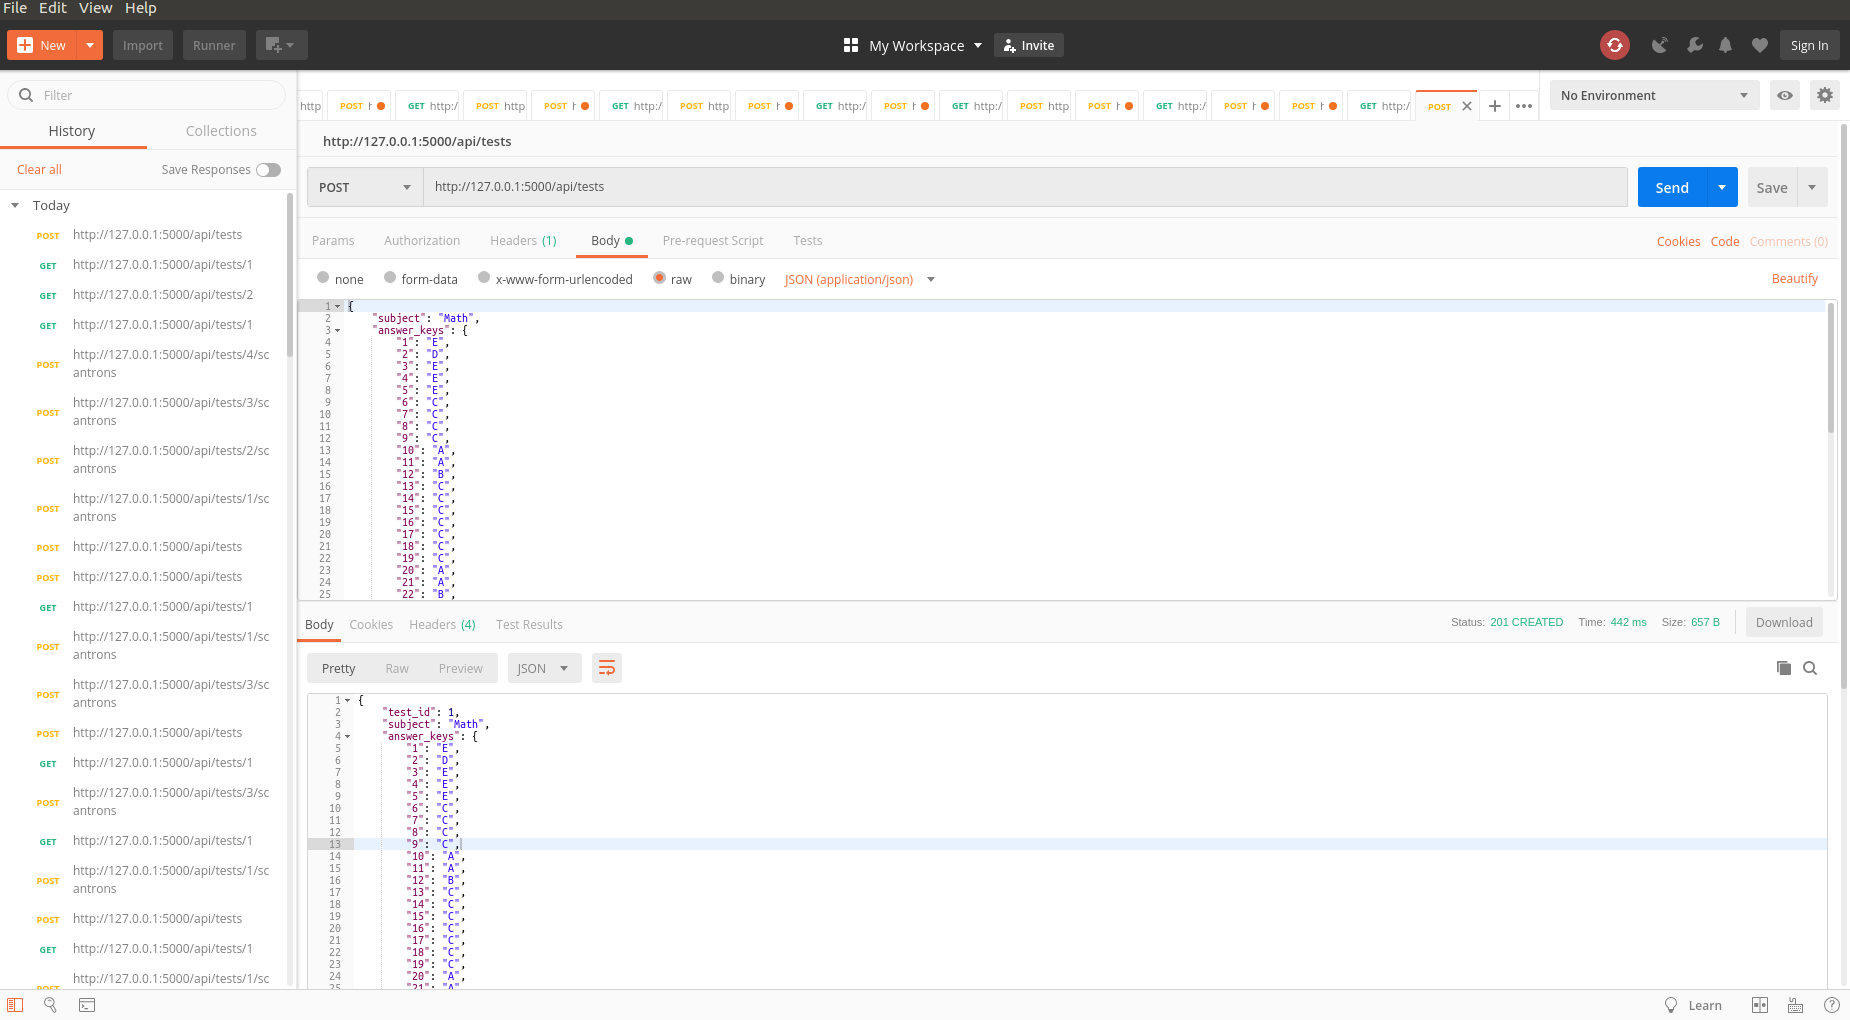 File Edit View Help
New Import Runner My Workspace Invite Sign In
Filter
History Collections
Clear all Save Responses
Today
POST http://127.0.0.1:5000/api/tests
GET http://127.0.0.1:5000/api/tests/1
GET http://127.0.0.1:5000/api/tests/2
GET http://127.0.0.1:5000/api/tests/1
POST http://127.0.0.1:5000/api/tests/4/sc
antrons
POST http://127.0.0.1:5000/api/tests/3/sc
antrons
POST http://127.0.0.1:5000/api/tests/2/sc
antrons
POST http://127.0.0.1:5000/api/tests/1/sc
antrons
POST http://127.0.0.1:5000/api/tests
POST http://127.0.0.1:5000/api/tests
GET http://127.0.0.1:5000/api/tests/1
POST http://127.0.0.1:5000/api/tests/1/sc
antrons
POST http://127.0.0.1:5000/api/tests/3/sc
antrons
POST http://127.0.0.1:5000/api/tests
GET http://127.0.0.1:5000/api/tests/1
POST http://127.0.0.1:5000/api/tests/3/sc
antrons
GET http://127.0.0.1:5000/api/tests/1
POST http://127.0.0.1:5000/api/tests/1/sc
antrons
POST http://127.0.0.1:5000/api/tests
GET http://127.0.0.1:5000/api/tests/1
POST http://127.0.0.1:5000/api/tests/1/sc
http POST h GET http:/ POST http POST h GET http:/ POST http POST h GET http:/ POST h GET http:/ POST http POST h GET http:/ POST h POST h GET http:/ POST
No Environment
http://127.0.0.1:5000/api/tests
POST http://127.0.0.1:5000/api/tests Send Save
Params Authorization Headers (1) Body Pre-request Script Tests Cookies Code Comments (0)
none form-data x-www-form-urlencoded raw binary JSON (application/json) Beautify
1 {
2 "subject": "Math",
3 "answer_keys": {
4 "1": "E",
5 "2": "D",
6 "3": "E",
7 "4": "E",
8 "5": "E",
9 "6": "C",
10 "7": "C",
11 "8": "C",
12 "9": "C",
13 "10": "A",
14 "11": "A",
15 "12": "B",
16 "13": "C",
17 "14": "C",
18 "15": "C",
19 "16": "C",
20 "17": "C",
21 "18": "C",
22 "19": "C",
23 "20": "A",
24 "21": "A",
25 "22": "B",
Body Cookies Headers (4) Test Results Status: 201 CREATED Time: 442 ms Size: 657 B Download
Pretty Raw Preview JSON
1 {
2 "test_id": 1,
3 "subject": "Math",
4 "answer_keys": {
5 "1": "E",
6 "2": "D",
7 "3": "E",
8 "4": "E",
9 "5": "E",
10 "6": "C",
11 "7": "C",
12 "8": "C",
13 "9": "C",
14 "10": "A",
15 "11": "A",
16 "12": "B",
17 "13": "C",
18 "14": "C",
19 "15": "C",
20 "16": "C",
21 "17": "C",
22 "18": "C",
23 "19": "C",
24 "20": "A",
25 "21": "A",
Learn